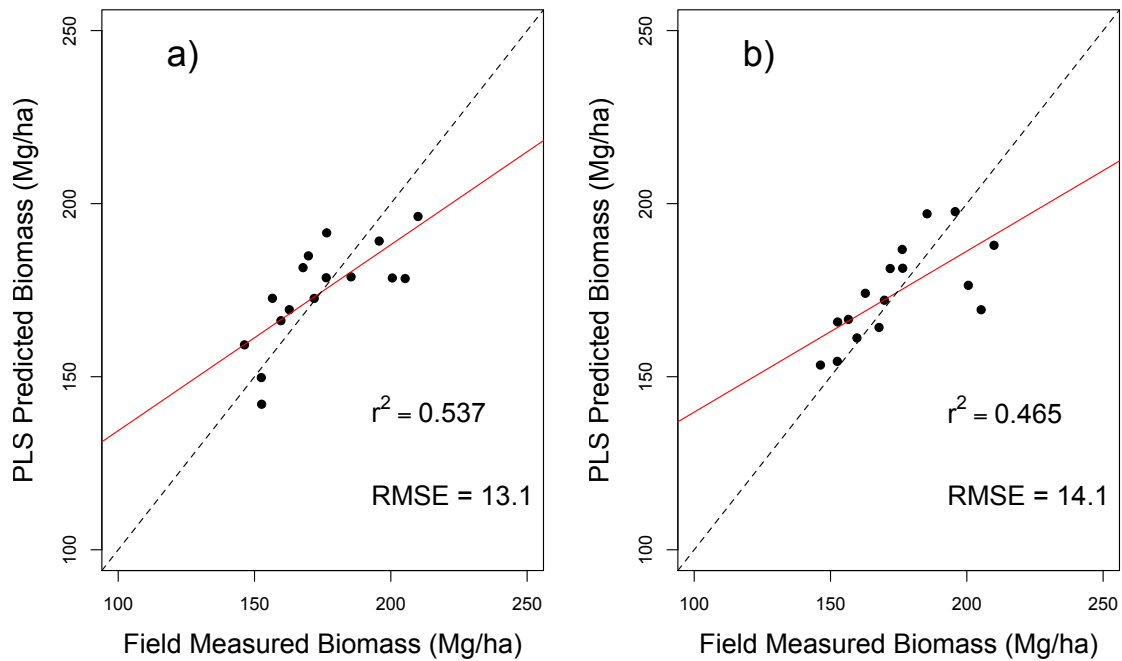 a)
PLS Predicted Biomass (Mg/ha)
250
200
150
100
r² = 0.537
RMSE = 13.1
100 150 200 250
Field Measured Biomass (Mg/ha)
b)
PLS Predicted Biomass (Mg/ha)
250
200
150
100
r² = 0.465
RMSE = 14.1
100 150 200 250
Field Measured Biomass (Mg/ha)